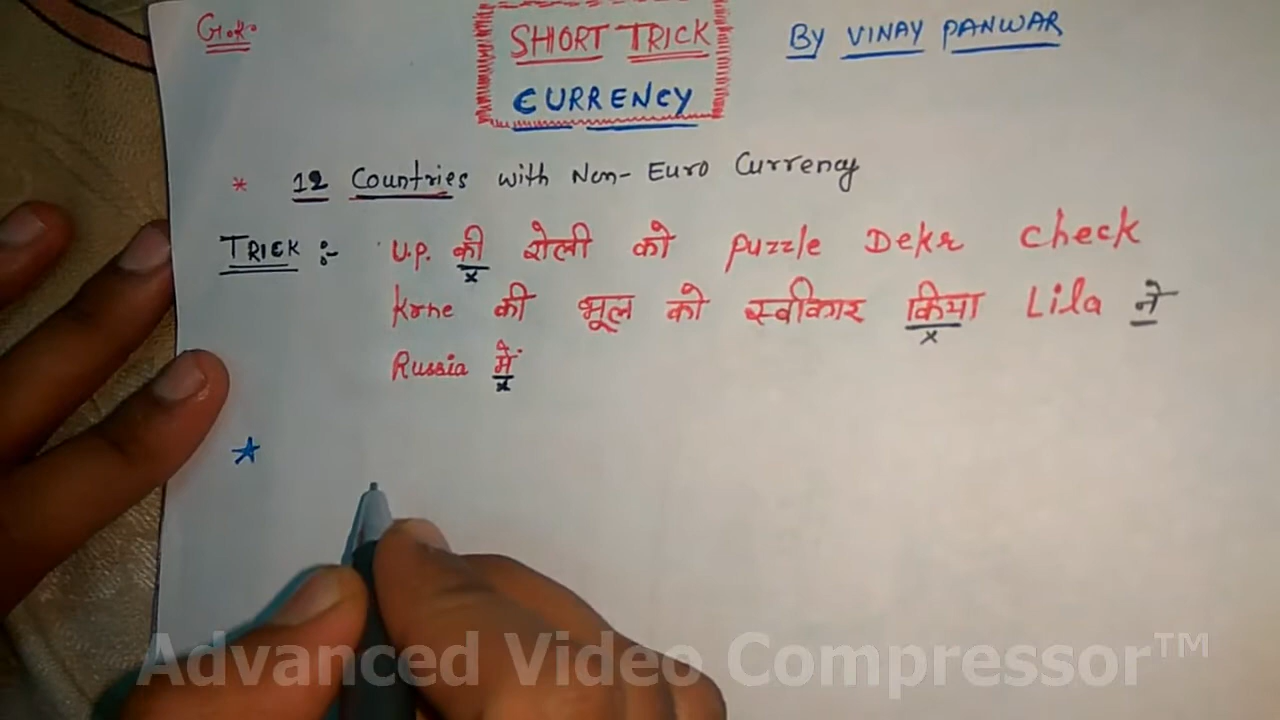 G.K.
SHORT TRICK
CURRENCY
BY VINAY PANWAR
* 12 Countries with Non-Euro Currency
TRICK :- U.P. की रोली को puzzle Dekr check
x
krne की भूल को स्वीकार किया Lila ने
x
Russia में
x
Advanced Video Compressor™